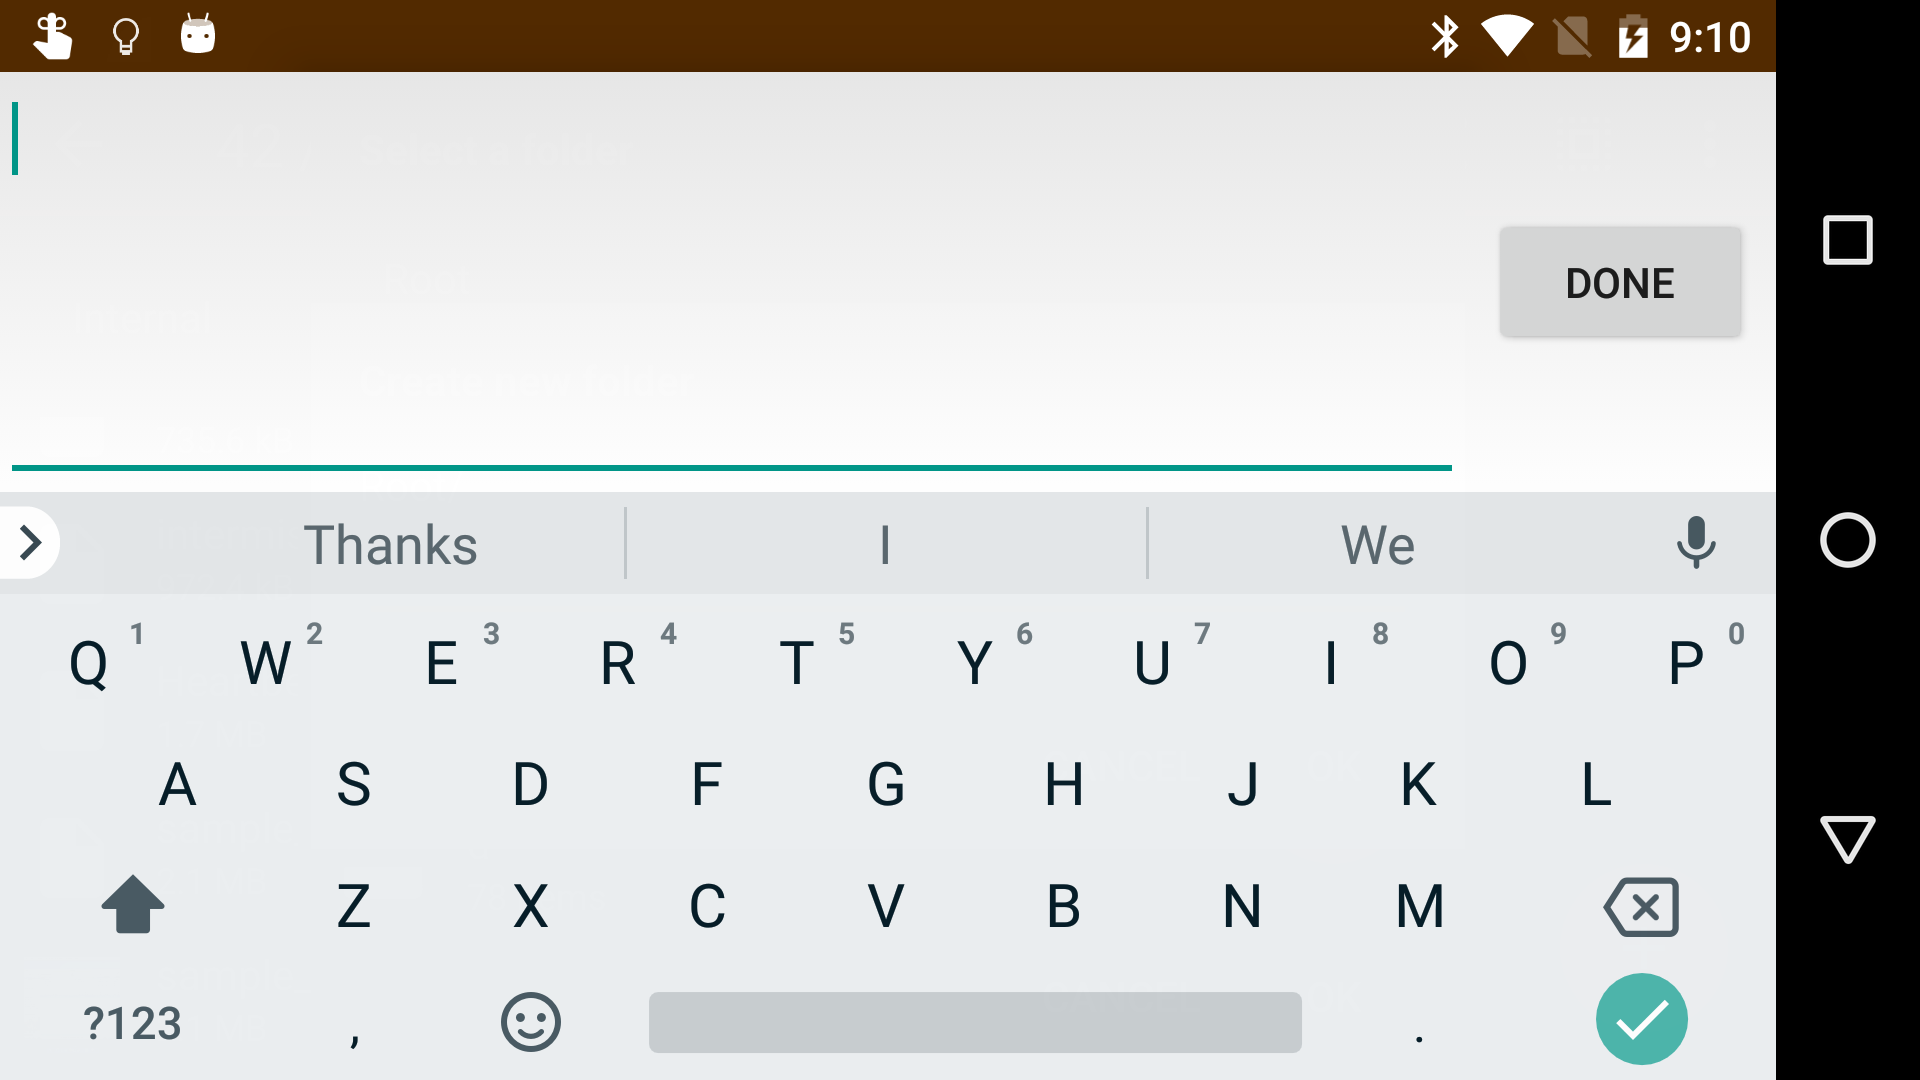 9:10
DONE
Thanks I We
Q 1 W 2 E 3 R 4 T 5 Y 6 U 7 I 8 O 9 P 0
A S D F G H J K L
Z X C V B N M
?123 , .